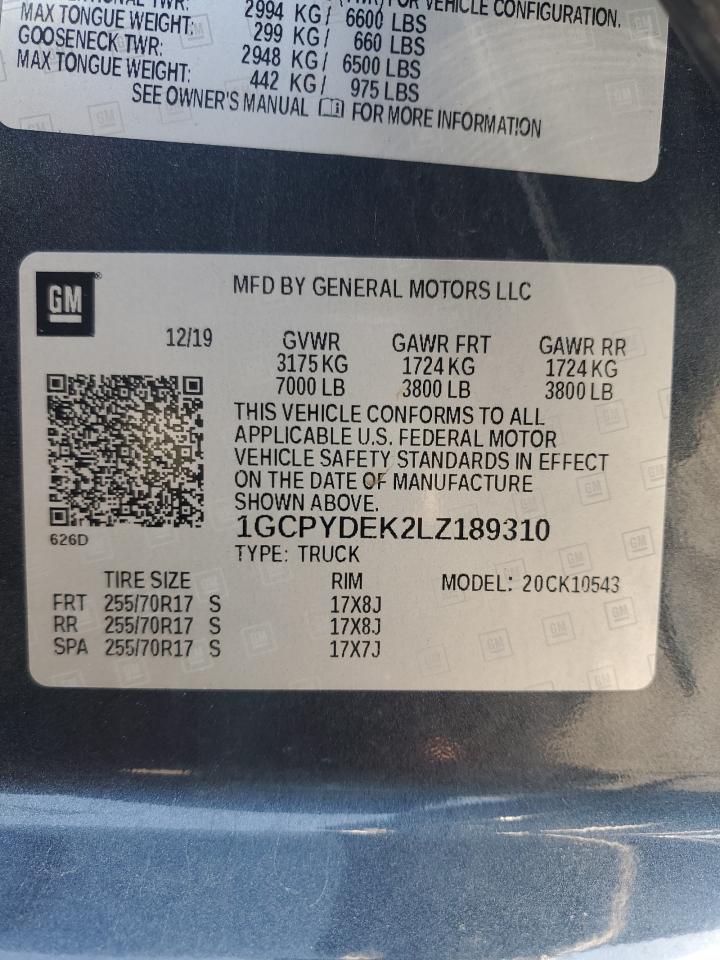 TWR:
2994 KG/ 6600 LBS
FOR VEHICLE CONFIGURATION.
MAX TONGUE WEIGHT: 299 KG/ 660 LBS
GOOSENECK TWR: 2948 KG/ 6500 LBS
MAX TONGUE WEIGHT: 442 KG/ 975 LBS
SEE OWNER'S MANUAL FOR MORE INFORMATION
GM
MFD BY GENERAL MOTORS LLC
12/19 GVWR GAWR FRT GAWR RR
3175 KG 1724 KG 1724 KG
7000 LB 3800 LB 3800 LB
THIS VEHICLE CONFORMS TO ALL
APPLICABLE U.S. FEDERAL MOTOR
VEHICLE SAFETY STANDARDS IN EFFECT
ON THE DATE OF MANUFACTURE
SHOWN ABOVE.
626D
1GCPYDEK2LZ189310
TYPE: TRUCK
TIRE SIZE RIM MODEL: 20CK10543
FRT 255/70R17 S 17X8J
RR 255/70R17 S 17X8J
SPA 255/70R17 S 17X7J